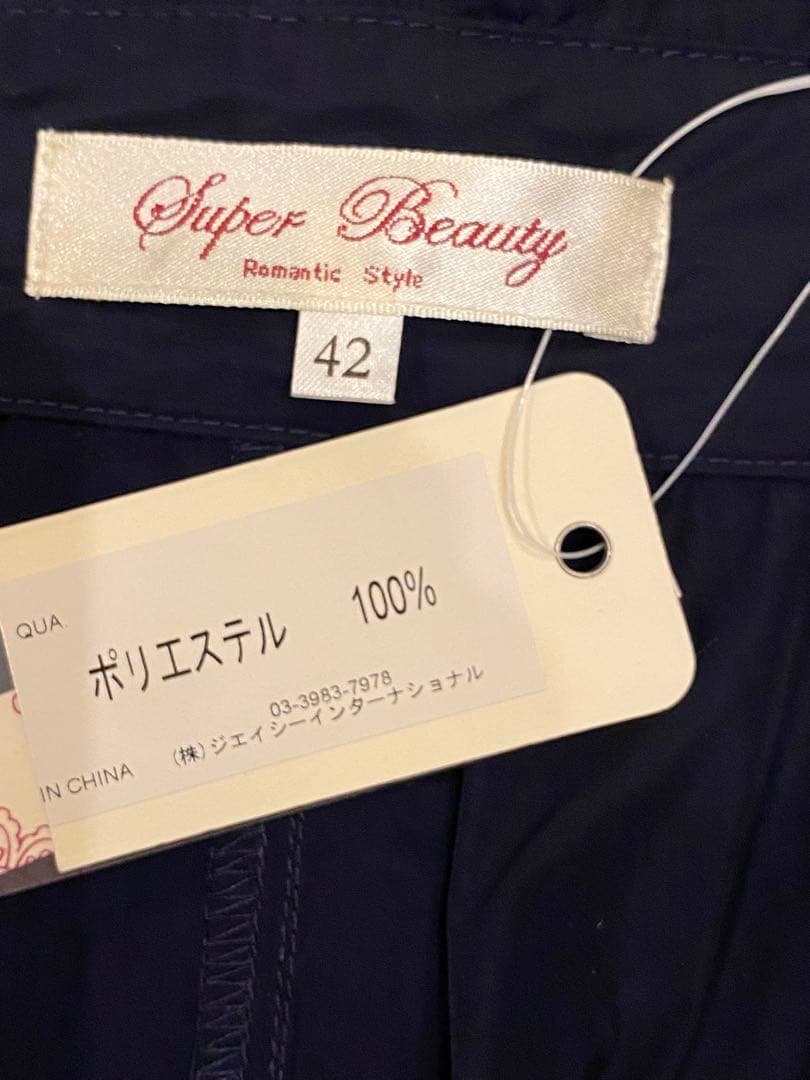 Super Beauty
Romantic Style
42
QUA.
ポリエステル 100%
03-3983-7978
(株)ジェイシーインターナショナル
IN CHINA